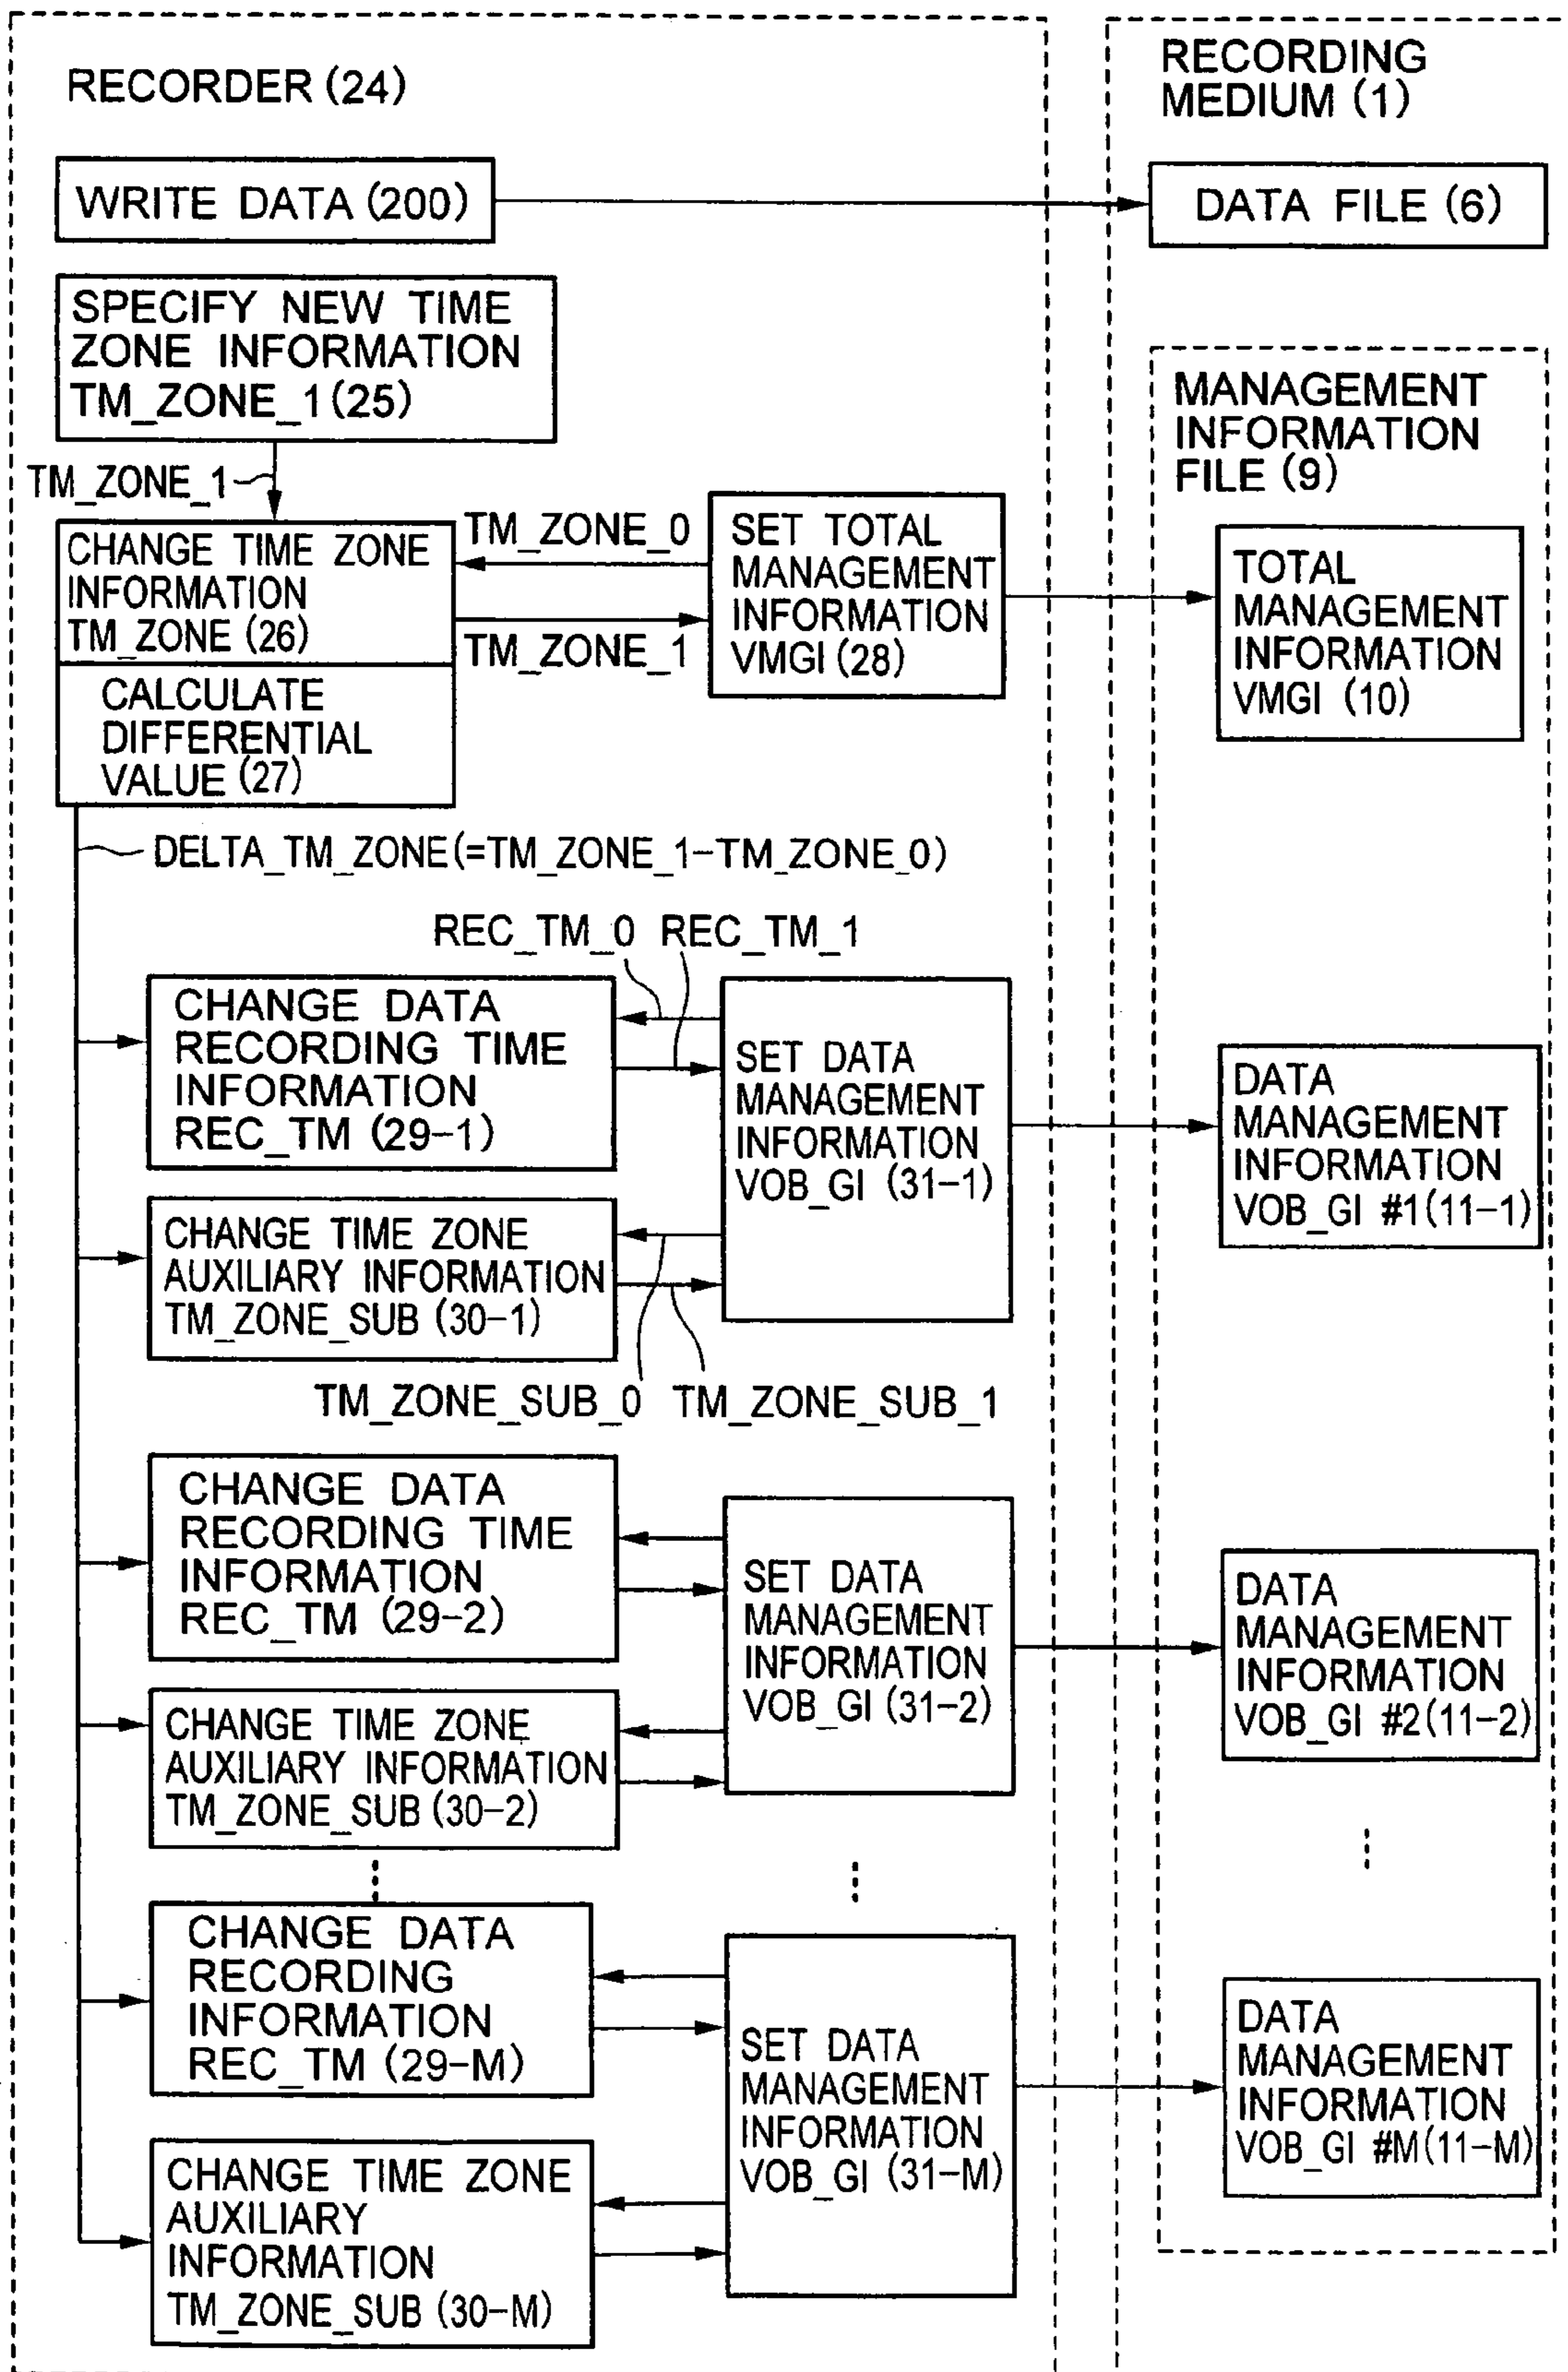 RECORDER (24)
RECORDING
MEDIUM (1)
WRITE DATA (200)
DATA FILE (6)
SPECIFY NEW TIME
ZONE INFORMATION
TM_ZONE_1 (25)
MANAGEMENT
INFORMATION
FILE (9)
TM_ZONE_1
CHANGE TIME ZONE
INFORMATION
TM_ZONE (26)
CALCULATE
DIFFERENTIAL
VALUE (27)
TM_ZONE_0
TM_ZONE_1
SET TOTAL
MANAGEMENT
INFORMATION
VMGI (28)
TOTAL
MANAGEMENT
INFORMATION
VMGI (10)
DELTA_TM_ZONE(=TM_ZONE_1-TM_ZONE_0)
REC_TM_0 REC_TM_1
CHANGE DATA
RECORDING TIME
INFORMATION
REC_TM (29-1)
SET DATA
MANAGEMENT
INFORMATION
VOB_GI (31-1)
DATA
MANAGEMENT
INFORMATION
VOB_GI #1(11-1)
CHANGE TIME ZONE
AUXILIARY INFORMATION
TM_ZONE_SUB (30-1)
TM_ZONE_SUB_0 TM_ZONE_SUB_1
CHANGE DATA
RECORDING TIME
INFORMATION
REC_TM (29-2)
SET DATA
MANAGEMENT
INFORMATION
VOB_GI (31-2)
DATA
MANAGEMENT
INFORMATION
VOB_GI #2(11-2)
CHANGE TIME ZONE
AUXILIARY INFORMATION
TM_ZONE_SUB (30-2)
CHANGE DATA
RECORDING
INFORMATION
REC_TM (29-M)
SET DATA
MANAGEMENT
INFORMATION
VOB_GI (31-M)
DATA
MANAGEMENT
INFORMATION
VOB_GI #M(11-M)
CHANGE TIME ZONE
AUXILIARY
INFORMATION
TM_ZONE_SUB (30-M)